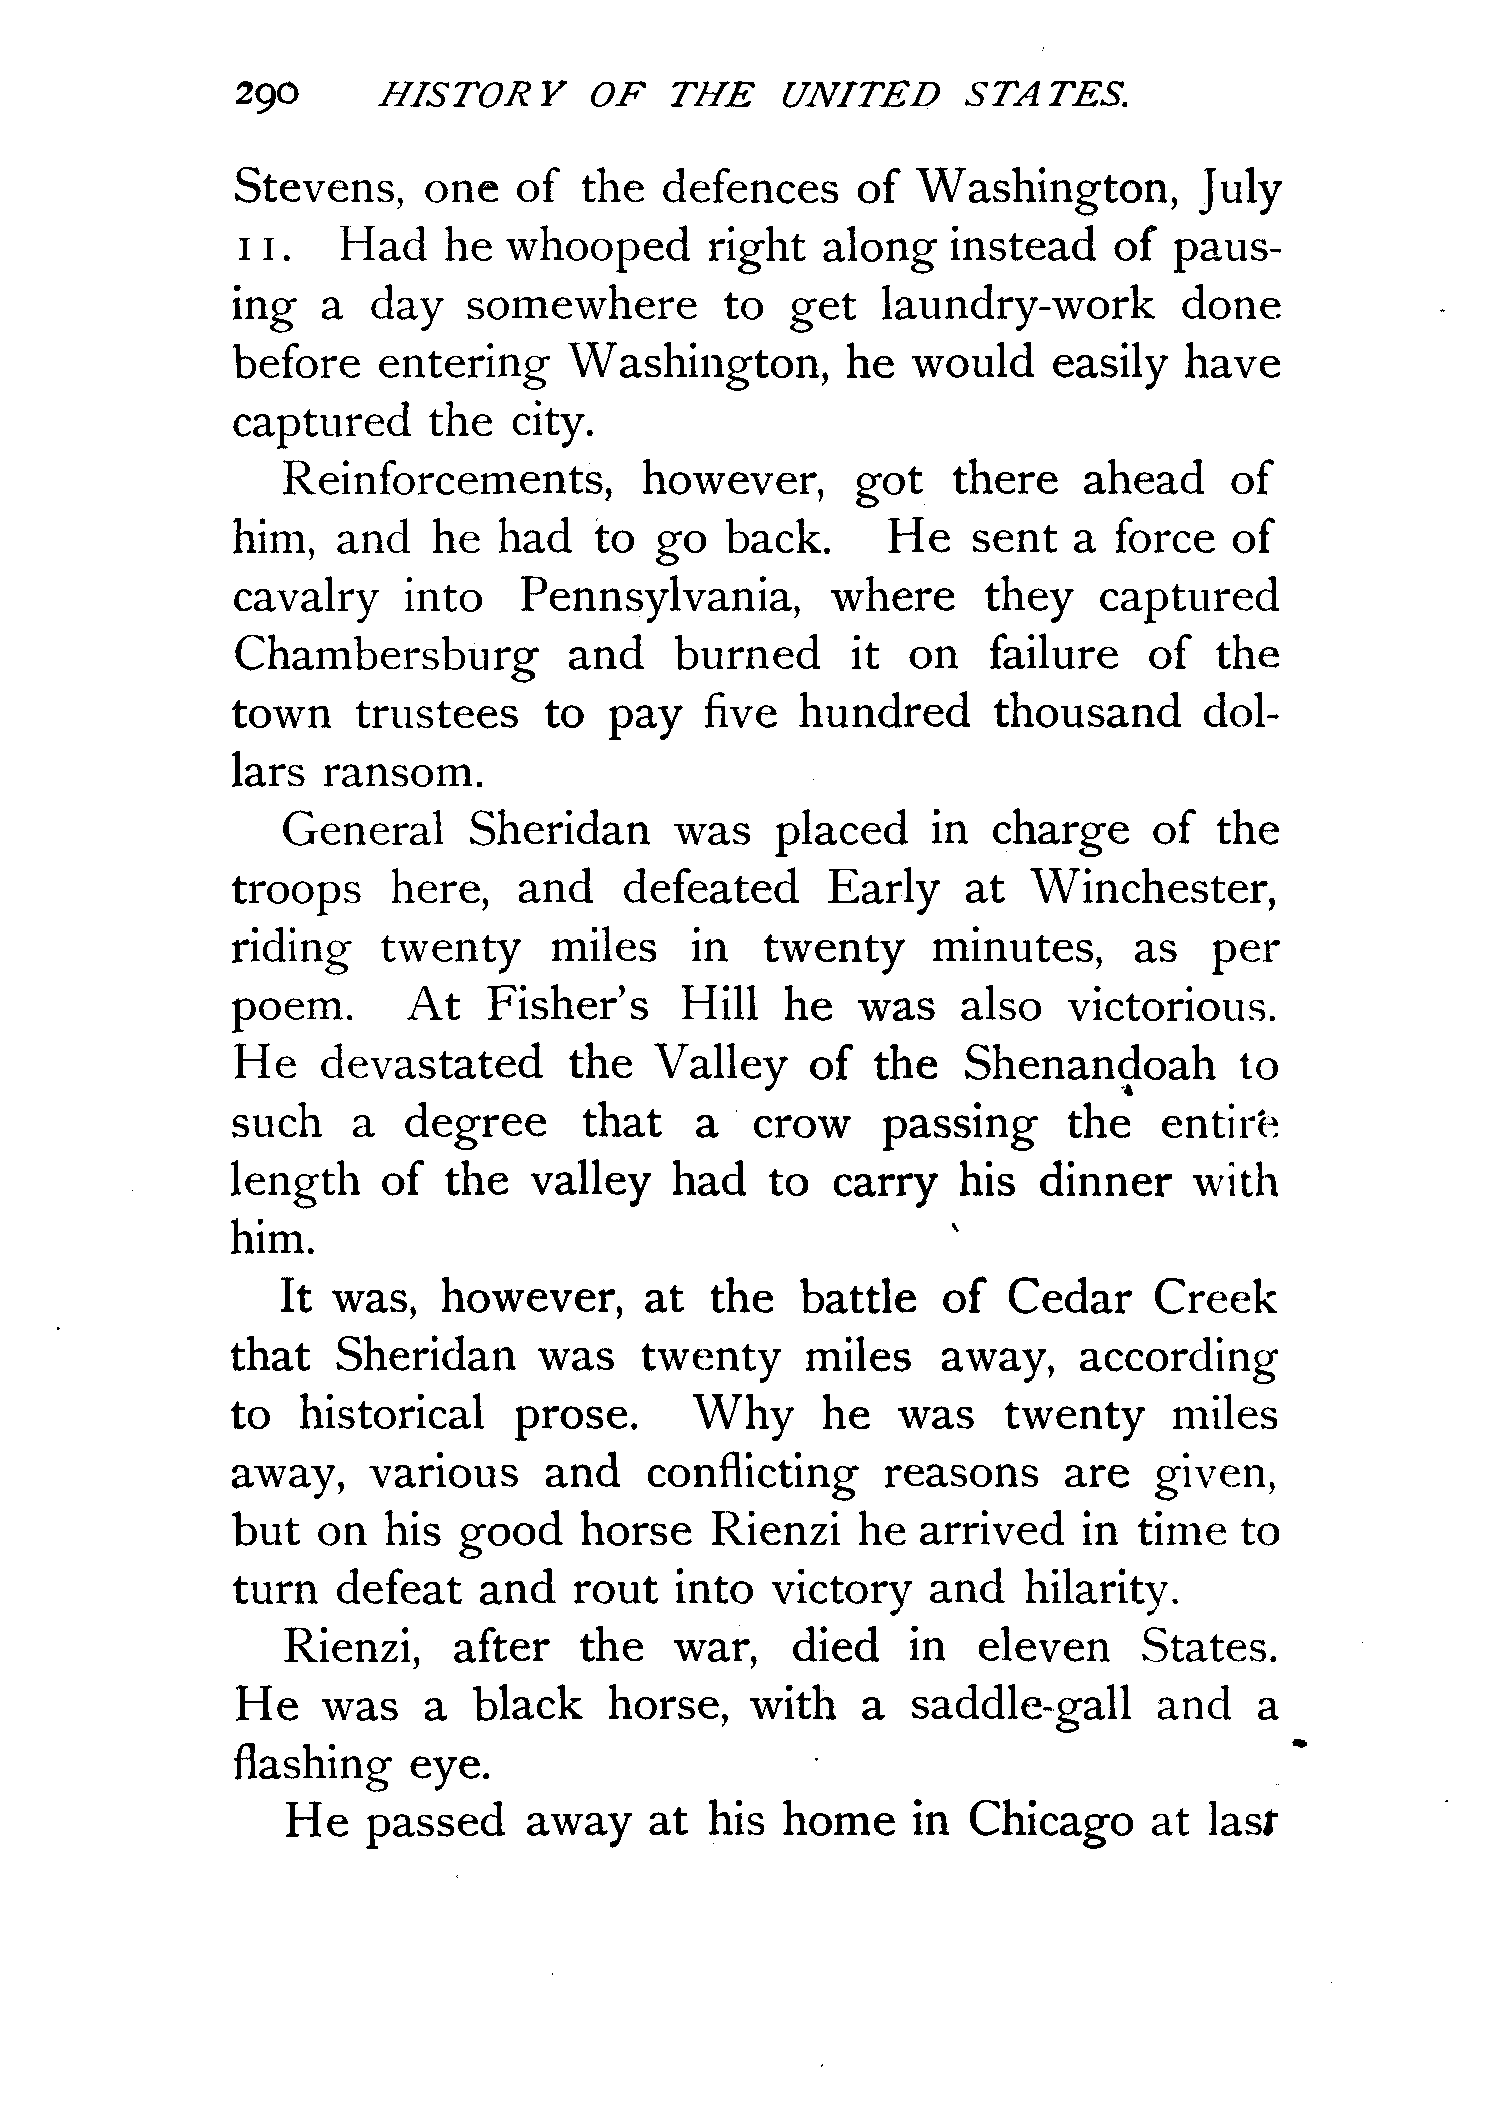 290 HISTORY OF THE UNITED STATES.
Stevens, one of the defences of Washington, July
11. Had he whooped right along instead of paus-
ing a day somewhere to get laundry-work done
before entering Washington, he would easily have
captured the city.
Reinforcements, however, got there ahead of
him, and he had to go back. He sent a force of
cavalry into Pennsylvania, where they captured
Chambersburg and burned it on failure of the
town trustees to pay five hundred thousand dol-
lars ransom.
General Sheridan was placed in charge of the
troops here, and defeated Early at Winchester,
riding twenty miles in twenty minutes, as per
poem. At Fisher's Hill he was also victorious.
He devastated the Valley of the Shenandoah to
such a degree that a crow passing the entire
length of the valley had to carry his dinner with
him.
It was, however, at the battle of Cedar Creek
that Sheridan was twenty miles away, according
to historical prose. Why he was twenty miles
away, various and conflicting reasons are given,
but on his good horse Rienzi he arrived in time to
turn defeat and rout into victory and hilarity.
Rienzi, after the war, died in eleven States.
He was a black horse, with a saddle-gall and a
flashing eye.
He passed away at his home in Chicago at last